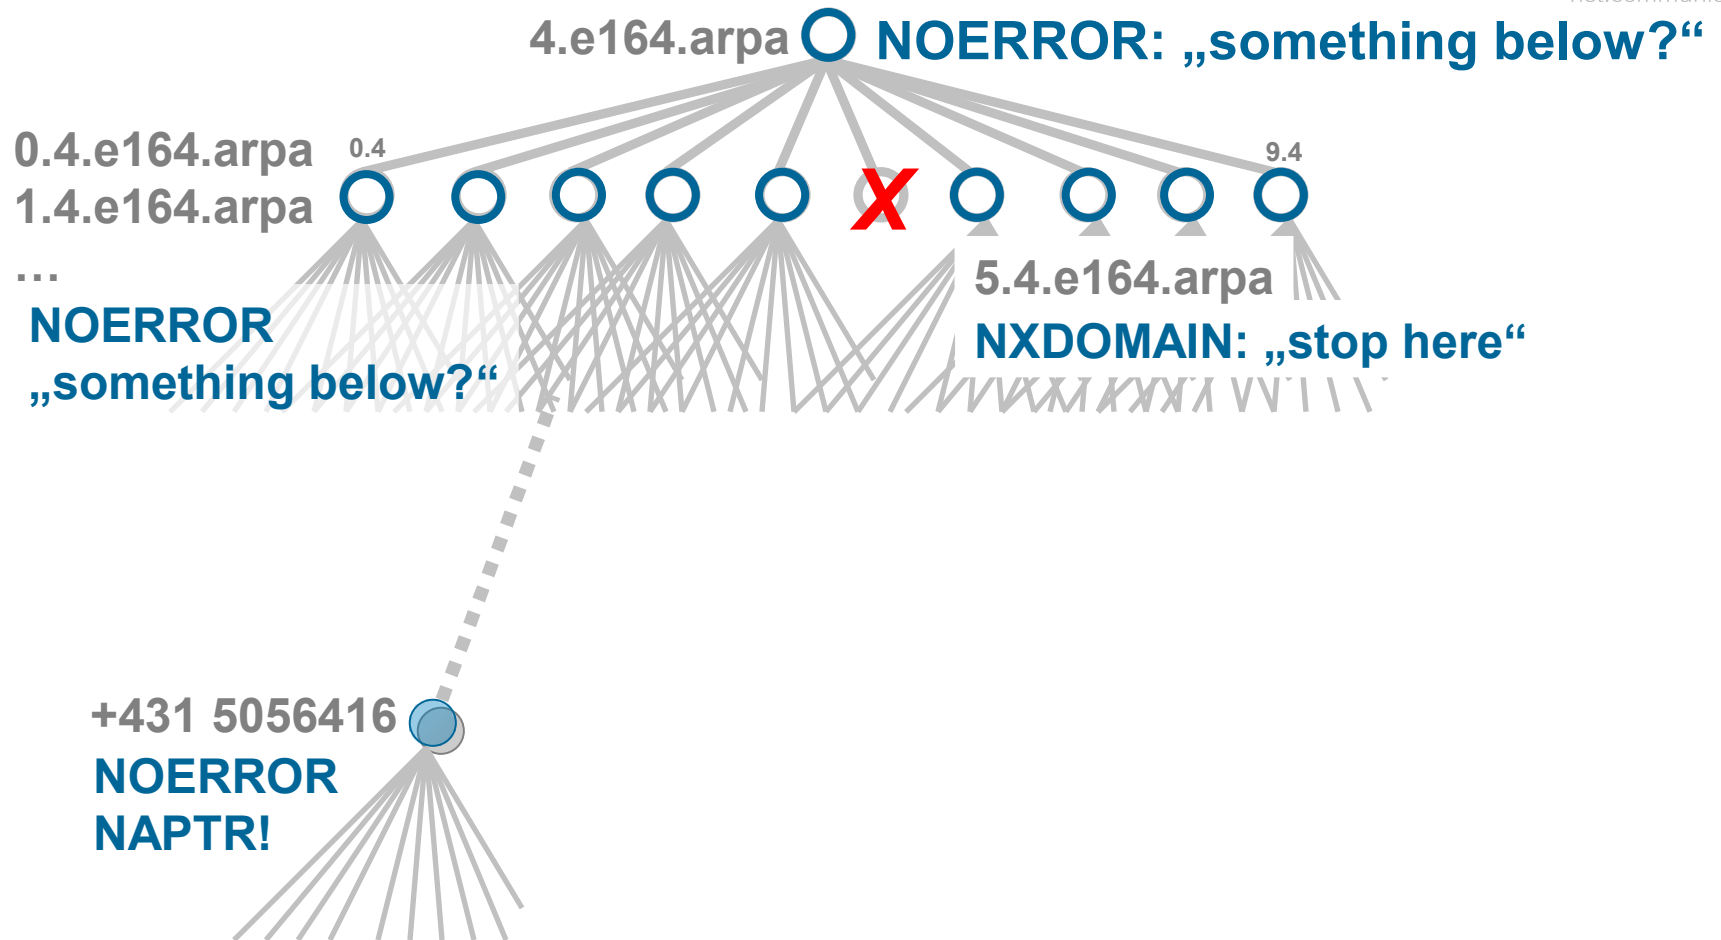 4.e164.arpa NOERROR: „something below?“
0.4.e164.arpa 0.4 9.4
1.4.e164.arpa
X
…
5.4.e164.arpa
NOERROR
NXDOMAIN: „stop here“
„something below?“
+431 5056416
NOERROR
NAPTR!